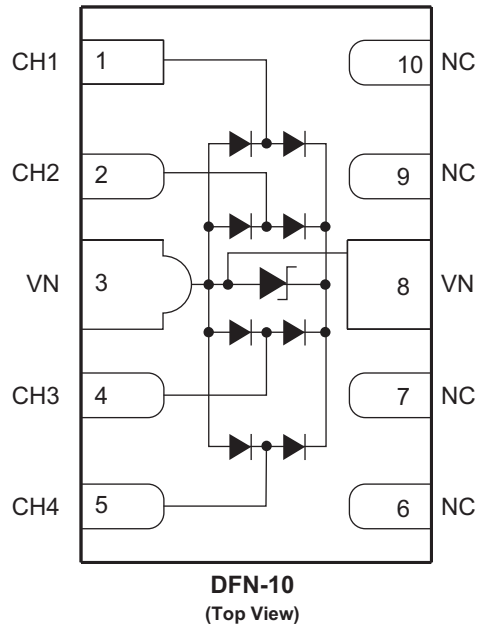 CH1 1 10 NC
CH2 2 9 NC
VN 3 8 VN
CH3 4 7 NC
CH4 5 6 NC
DFN-10
(Top View)